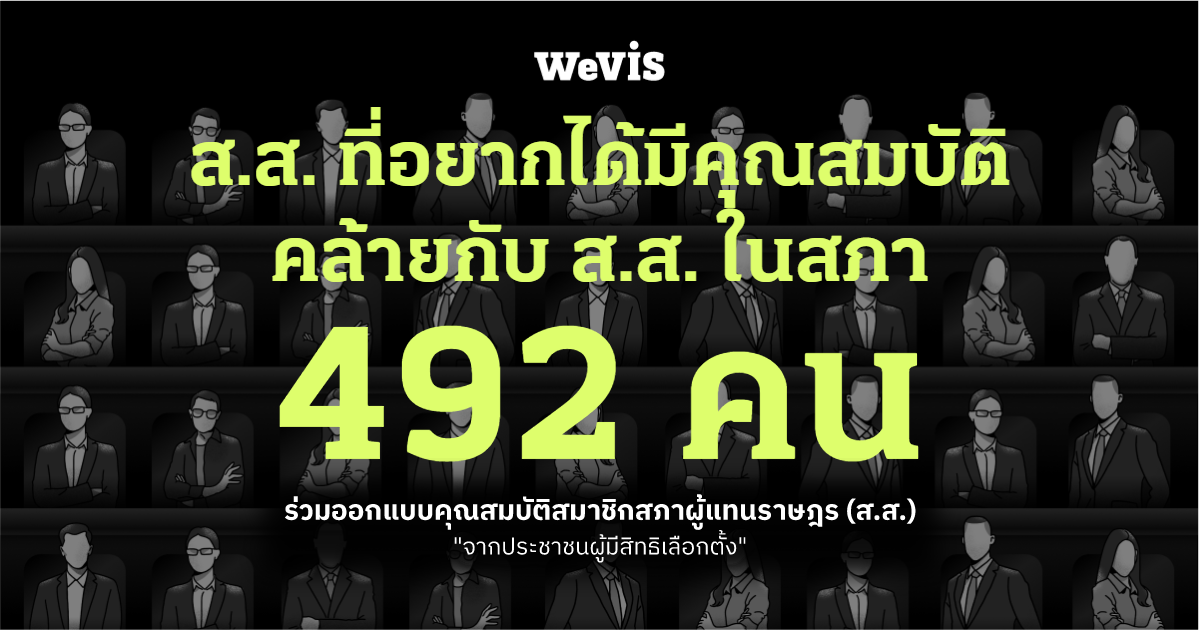 WeVIS
ส.ส. ที่อยากได้มีคุณสมบัติ
คล้ายกับ ส.ส. ในสภา
492 คน
ร่วมออกแบบคุณสมบัติสมาชิกสภาผู้แทนราษฎร (ส.ส.)
"จากประชาชนผู้มีสิทธิเลือกตั้ง"